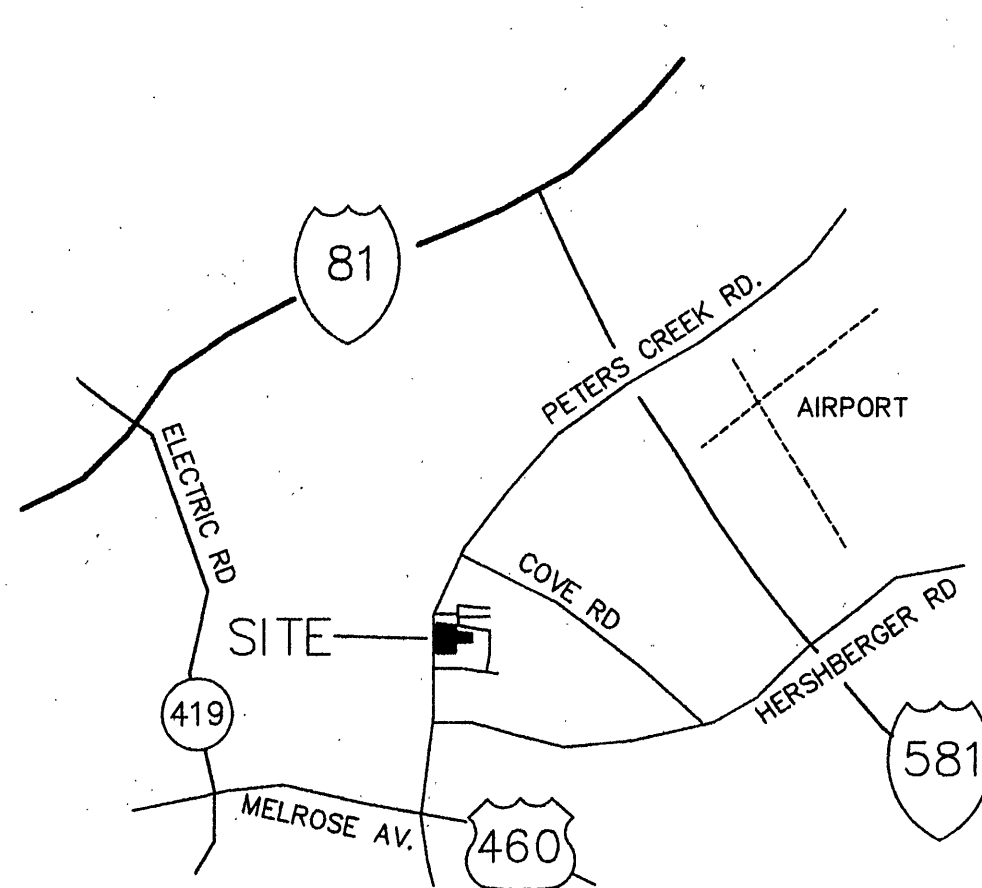 81
PETERS CREEK RD.
AIRPORT
ELECTRIC RD
COVE RD
SITE
HERSHBERGER RD
419
581
MELROSE AV.
460